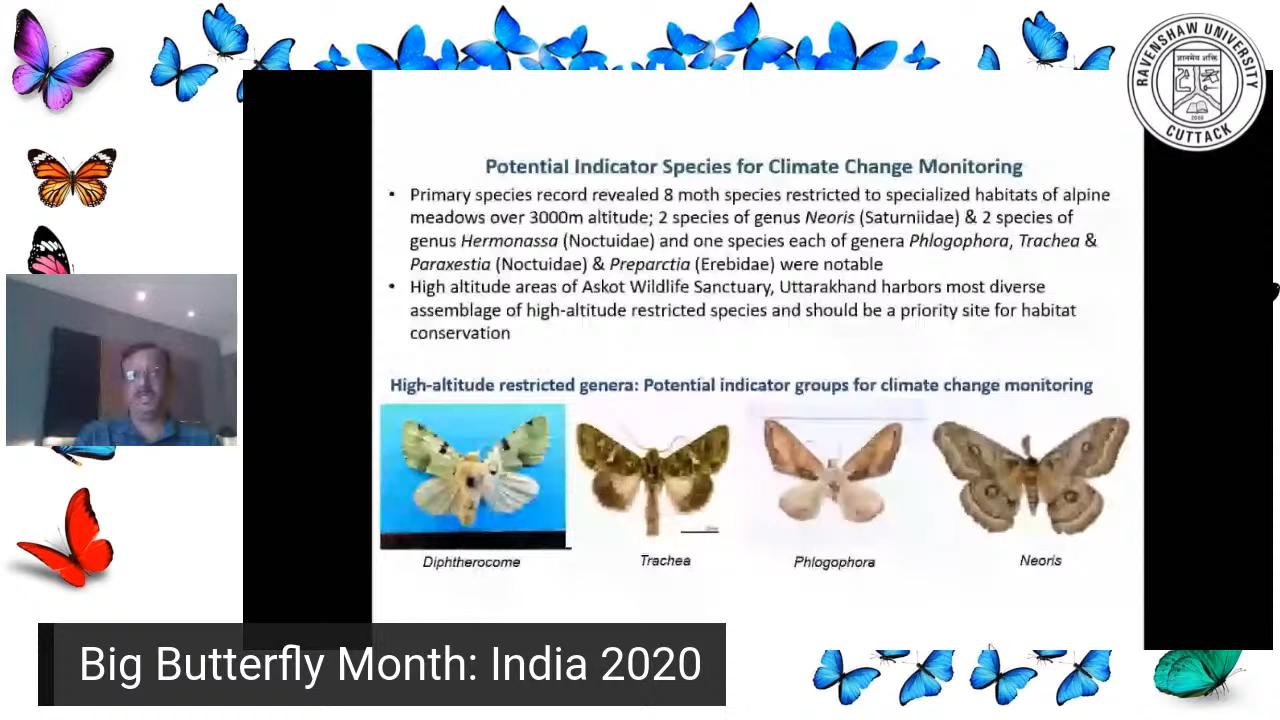 RAVENSHAW UNIVERSITY
CUTTACK
Potential Indicator Species for Climate Change Monitoring
• Primary species record revealed 8 moth species restricted to specialized habitats of alpine
meadows over 3000m altitude; 2 species of genus Neoris (Saturniidae) & 2 species of
genus Hermonassa (Noctuidae) and one species each of genera Phlogophora, Trachea &
Paraxestia (Noctuidae) & Preparctia (Erebidae) were notable
• High altitude areas of Askot Wildlife Sanctuary, Uttarakhand harbors most diverse
assemblage of high-altitude restricted species and should be a priority site for habitat
conservation
High-altitude restricted genera: Potential indicator groups for climate change monitoring
Diphtherocome
Trachea
Phlogophora
Neoris
Big Butterfly Month: India 2020